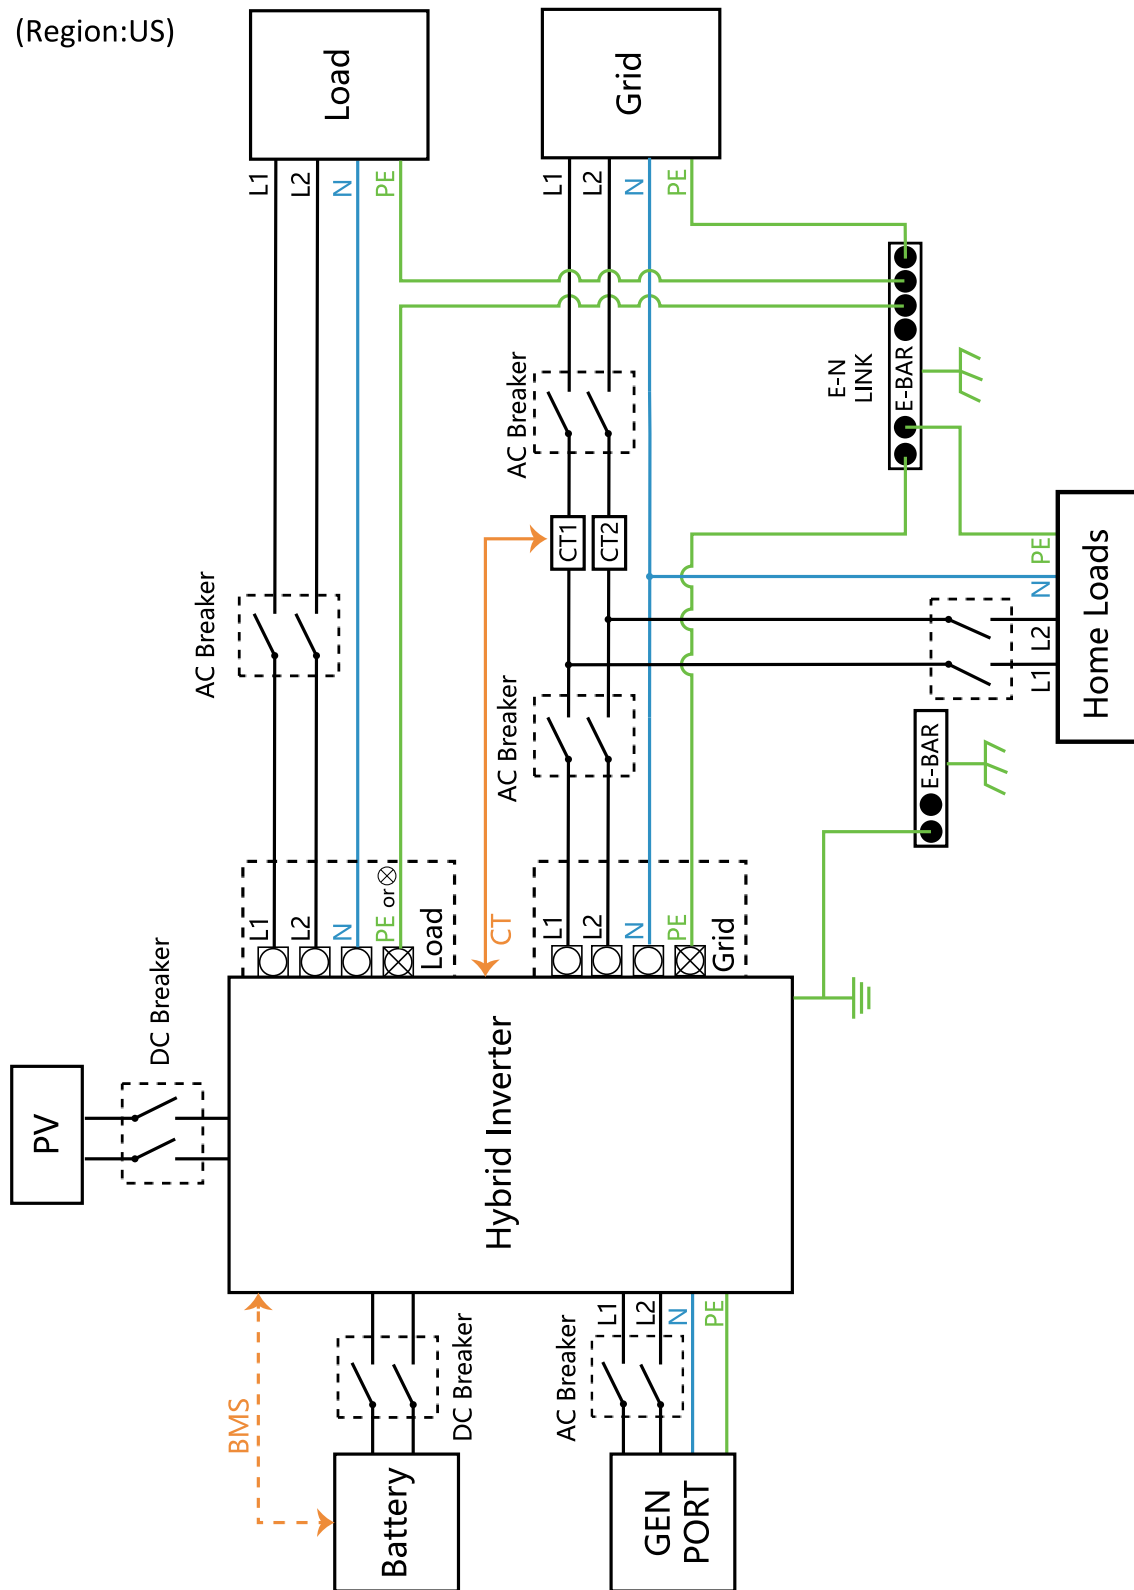 (Region:US)
Load
Grid
L1
L2
N
PE
L1
L2
N
PE
E-N
LINK
E-BAR
AC Breaker
CT1
CT2
AC Breaker
AC Breaker
PE
N
L2
L1
Home Loads
E-BAR
L1
L2
N
PE or
Load
CT
L1
L2
N
PE
Grid
DC Breaker
PV
Hybrid Inverter
BMS
DC Breaker
Battery
AC Breaker
L1
L2
N
PE
GEN
PORT